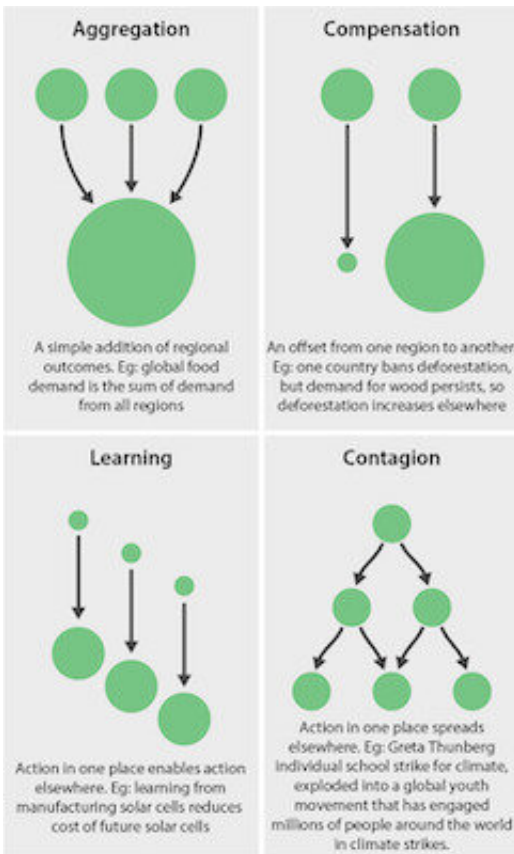 Aggregation
A simple addition of regional
outcomes. Eg: global food
demand is the sum of demand
from all regions
Compensation
An offset from one region to another
Eg: one country bans deforestation,
but demand for wood persists, so
deforestation increases elsewhere
Learning
Action in one place enables action
elsewhere. Eg: learning from
manufacturing solar cells reduces
cost of future solar cells
Contagion
Action in one place spreads
elsewhere. Eg: Greta Thunberg
individual school strike for climate,
exploded into a global youth
movement that has engaged
millions of people around the world
in climate strikes.